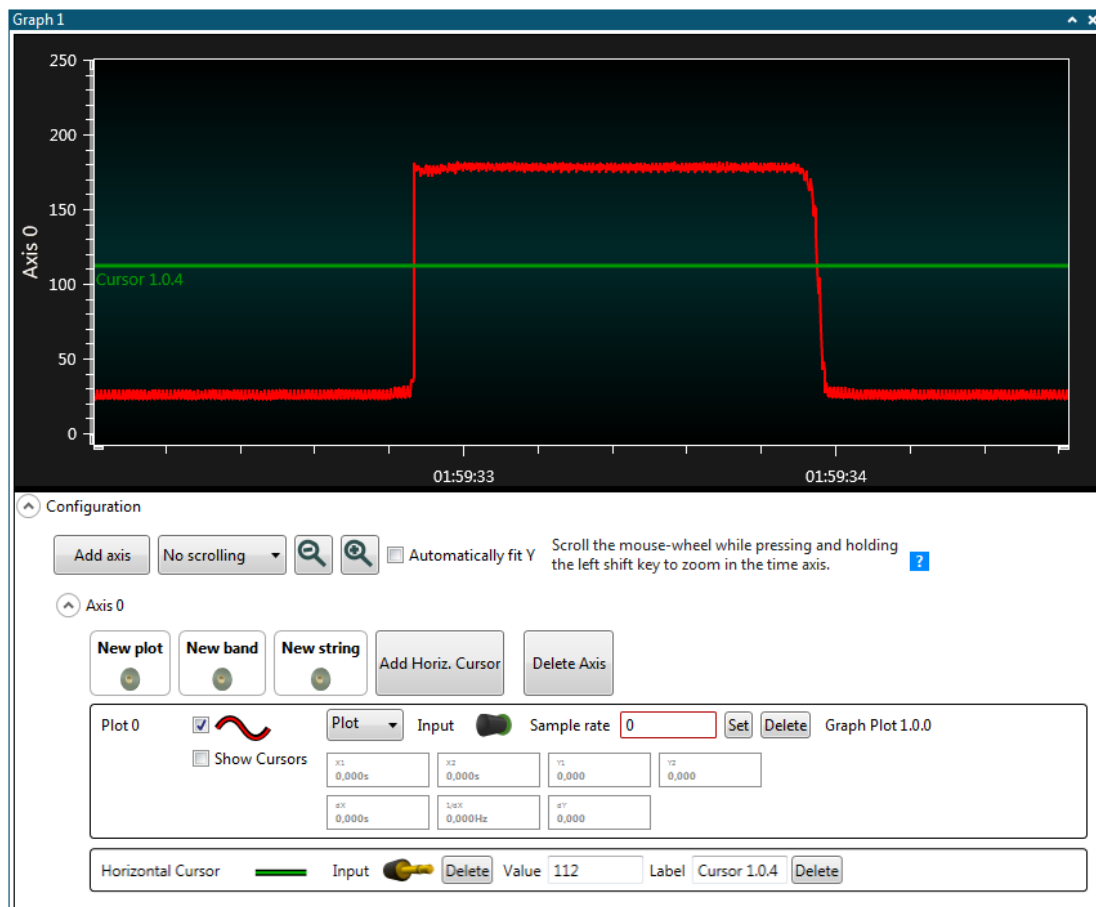 Graph 1
250
200
150
100
50
0
Axis 0
Cursor 1.0.4
01:59:33 01:59:34
Configuration
Add axis No scrolling Automatically fit Y Scroll the mouse-wheel while pressing and holding
the left shift key to zoom in the time axis. ?
Axis 0
New plot New band New string Add Horiz. Cursor Delete Axis
Plot 0 Plot Input Sample rate 0 Set Delete Graph Plot 1.0.0
Show Cursors
X1 X2 Y1 Y2
0,000s 0,000s 0,000 0,000
dX 1/dX dY
0,000s 0,000Hz 0,000
Horizontal Cursor Input Delete Value 112 Label Cursor 1.0.4 Delete